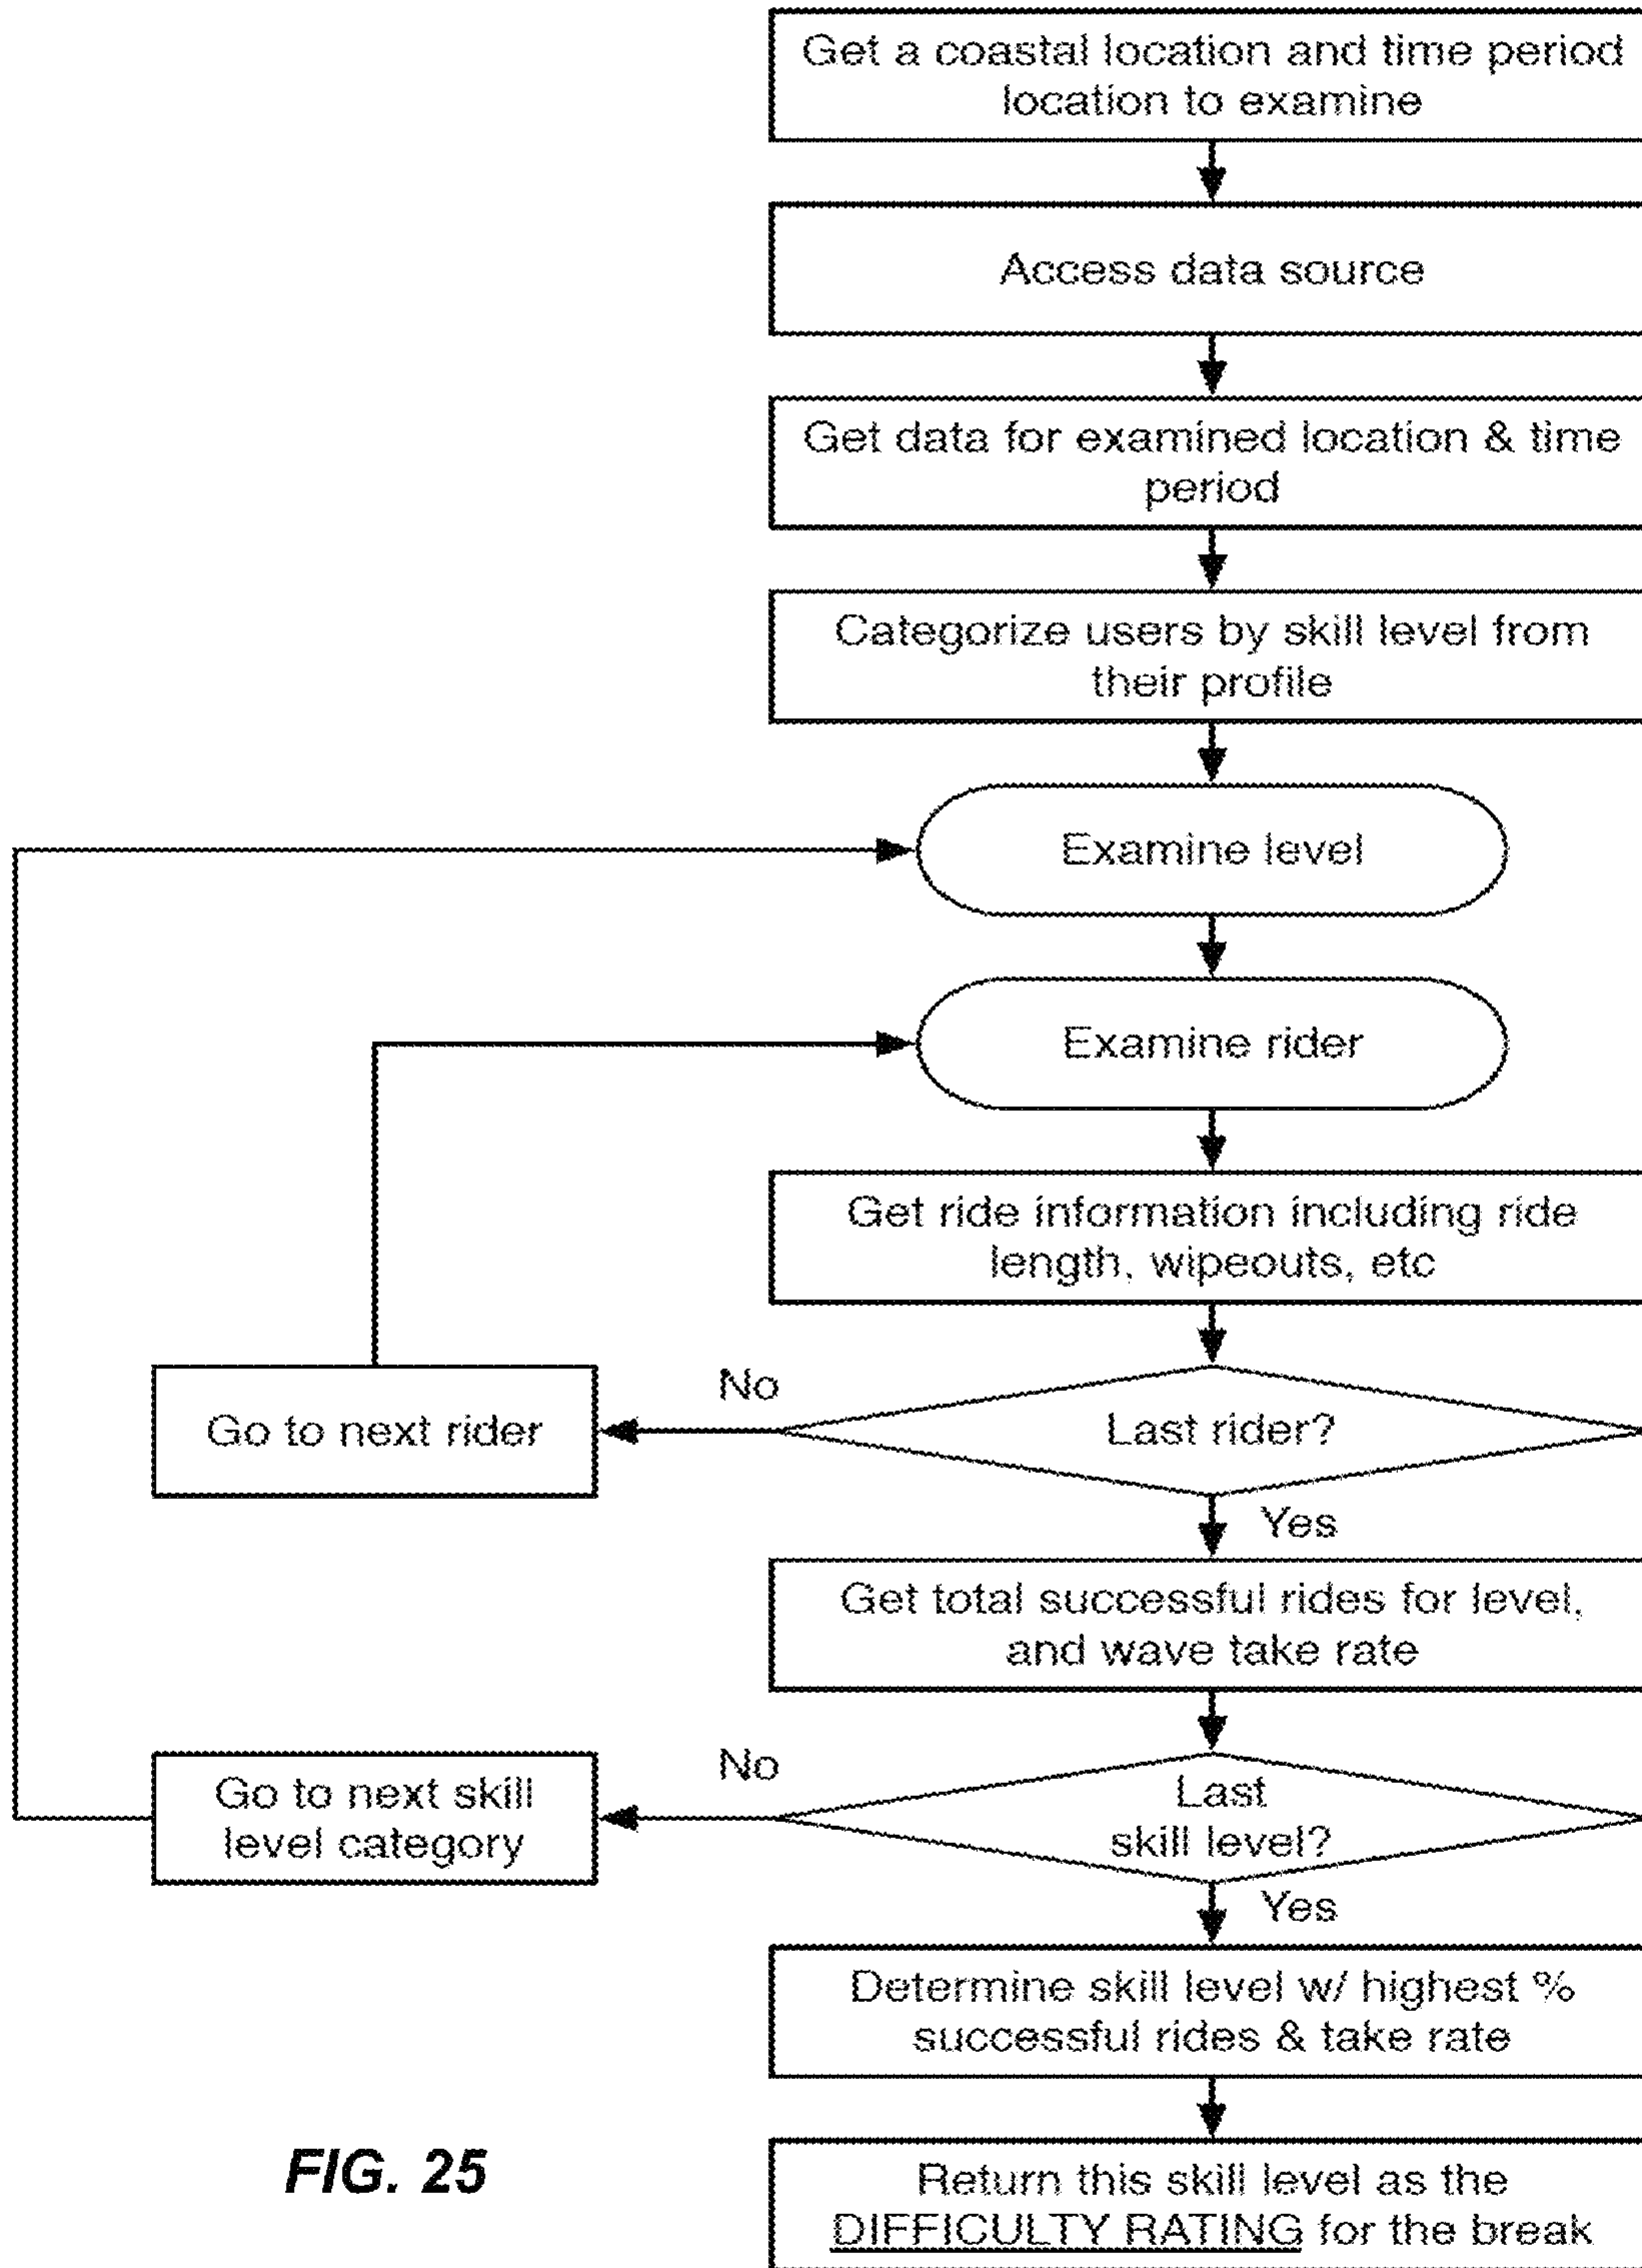 Get a coastal location and time period
location to examine
Access data source
Get data for examined location & time
period
Categorize users by skill level from
their profile
Examine level
Examine rider
Get ride information including ride
length, wipeouts, etc
No
Go to next rider
Last rider?
Yes
Get total successful rides for level,
and wave take rate
No
Go to next skill
level category
Last
skill level?
Yes
Determine skill level w/ highest %
successful rides & take rate
Return this skill level as the
DIFFICULTY RATING for the break
FIG. 25